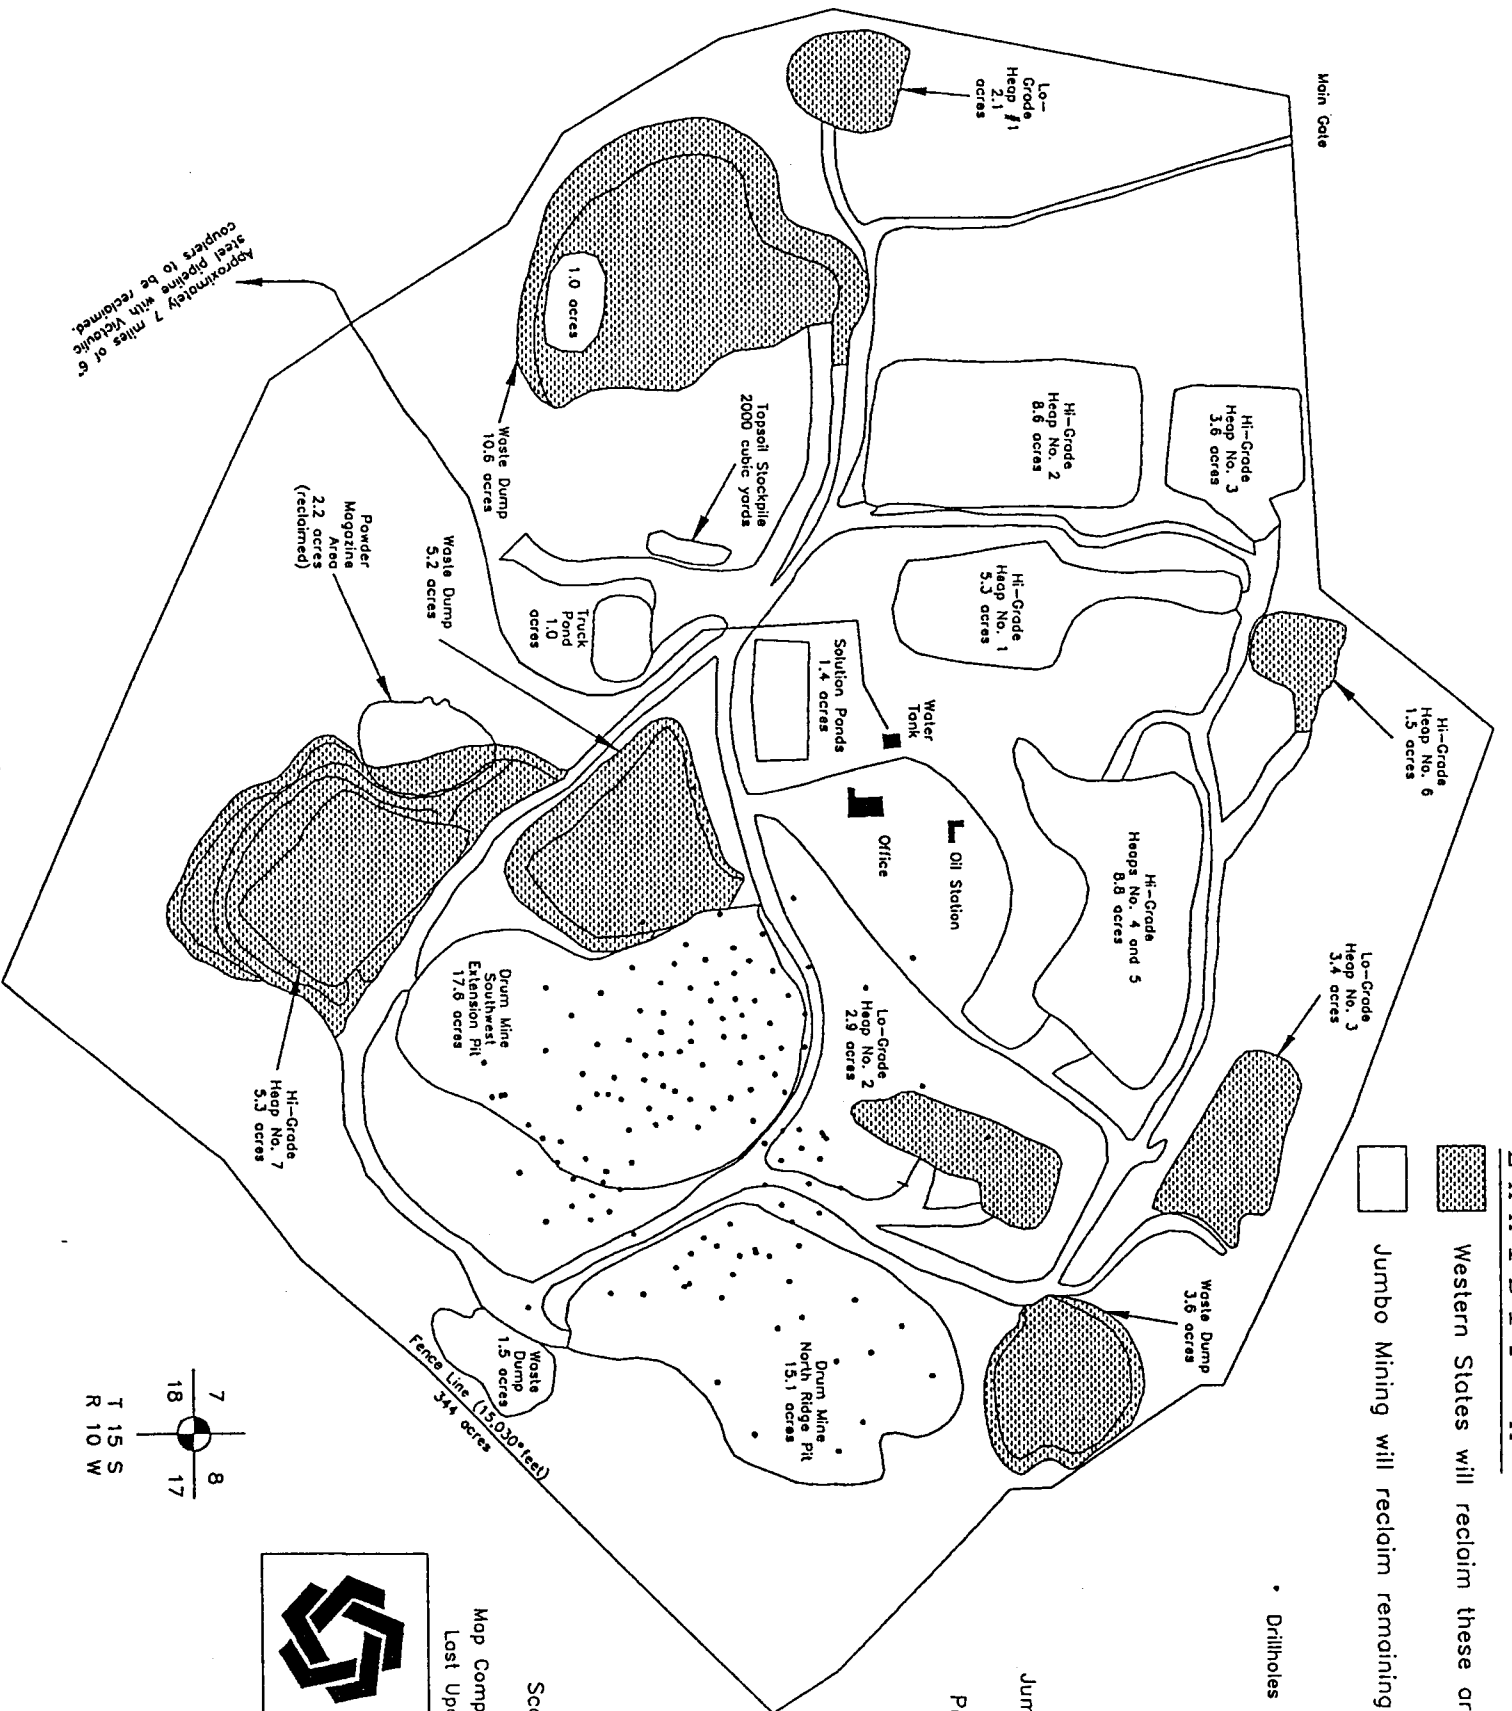 Main Gate
Lo-
Grade
Heap #1
2.1
acres
Hi-Grade
Heap No. 3
3.6 acres
Hi-Grade
Heap No. 2
8.6 acres
1.0 acres
Approximately 7 miles of 6"
steel pipeline with Victaulic
couplers to be reclaimed.
Waste Dump
10.6 acres
Topsoil Stockpile
2000 cubic yards
Powder
Magazine
Area
2.2 acres
(reclaimed)
Waste Dump
5.2 acres
Truck
Pond
1.0
acres
Hi-Grade
Heap No. 1
5.3 acres
Solution Ponds
1.4 acres
Water
Tank
Office
Oil Station
Hi-Grade
Heap No. 6
1.5 acres
Hi-Grade
Heaps No. 4 and 5
8.8 acres
Lo-Grade
Heap No. 3
3.4 acres
Lo-Grade
Heap No. 2
2.9 acres
Drum Mine
Southwest
Extension Pit
17.6 acres
Hi-Grade
Heap No. 7
5.3 acres
Waste Dump
3.6 acres
Drum Mine
North Ridge Pit
15.1 acres
Waste
Dump
1.5 acres
Fence Line (15,030 feet)
344 acres
Western States will reclaim these
Jumbo Mining will reclaim remaining
Drillholes
7 8
18 17
T 15 S
R 10 W
Map